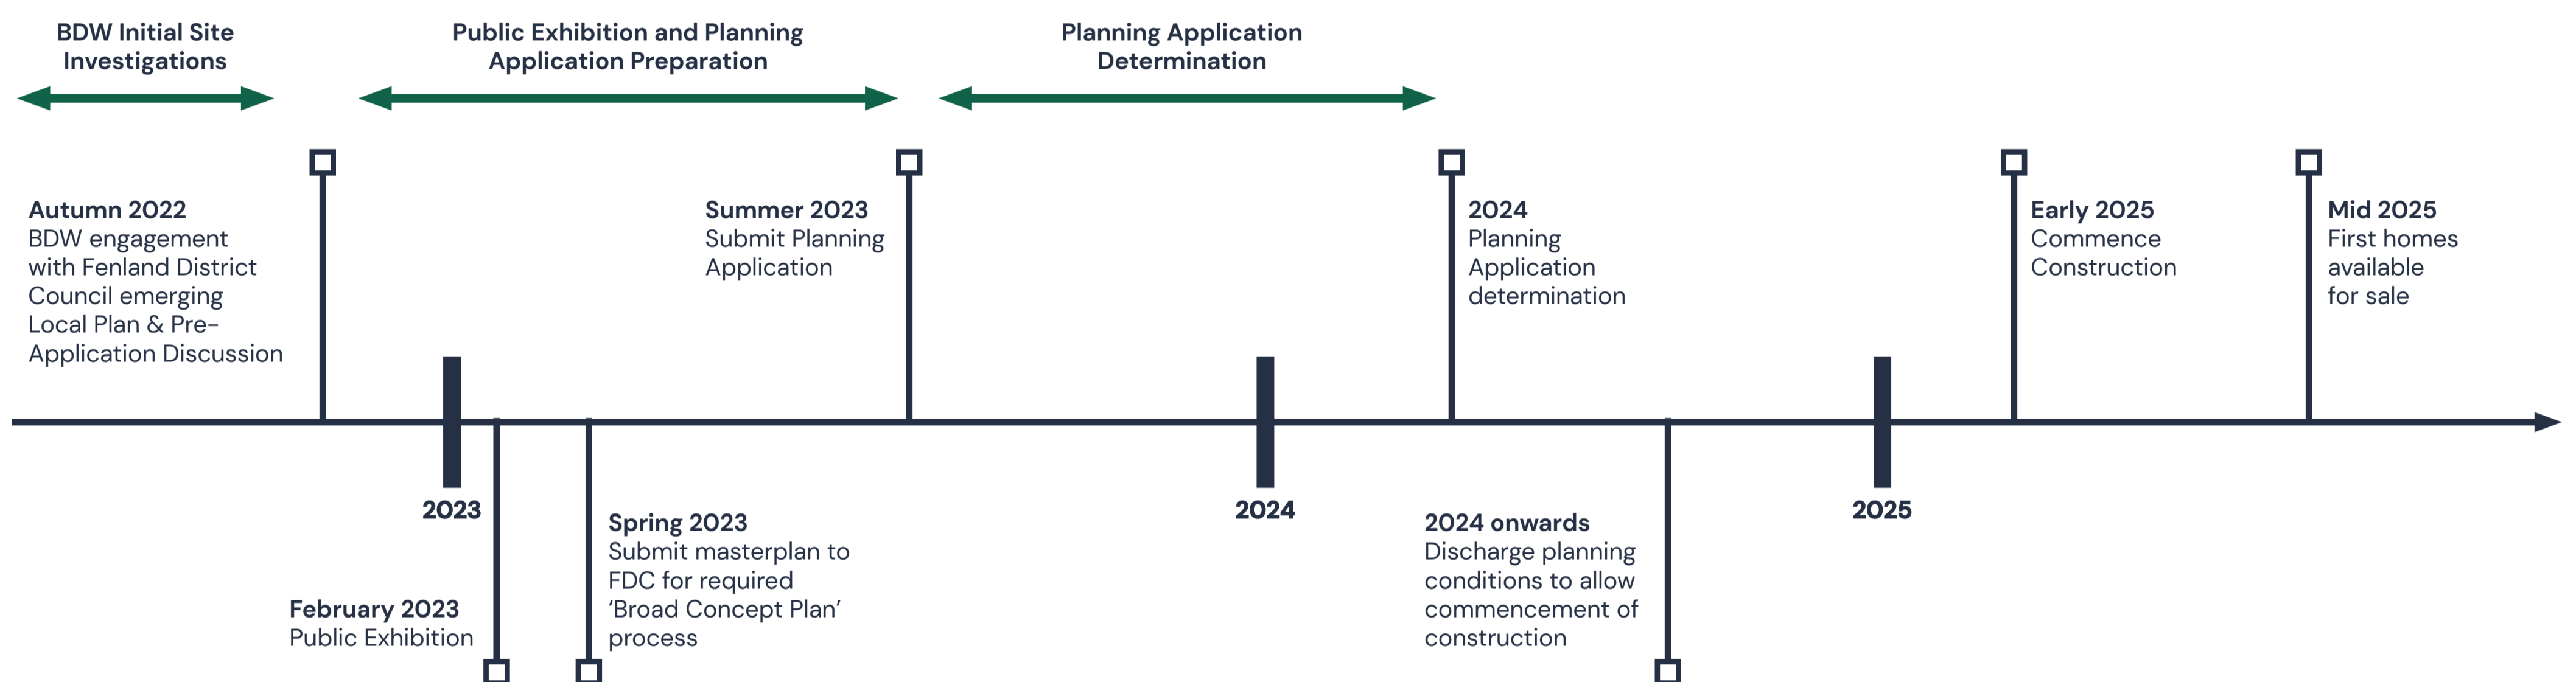 BDW Initial Site
Investigations
Public Exhibition and Planning
Application Preparation
Planning Application
Determination
Autumn 2022
BDW engagement
with Fenland District
Council emerging
Local Plan & Pre-
Application Discussion
Summer 2023
Submit Planning
Application
2024
Planning
Application
determination
Early 2025
Commence
Construction
Mid 2025
First homes
available
for sale
2023
2024
2025
February 2023
Public Exhibition
Spring 2023
Submit masterplan to
FDC for required
‘Broad Concept Plan’
process
2024 onwards
Discharge planning
conditions to allow
commencement of
construction